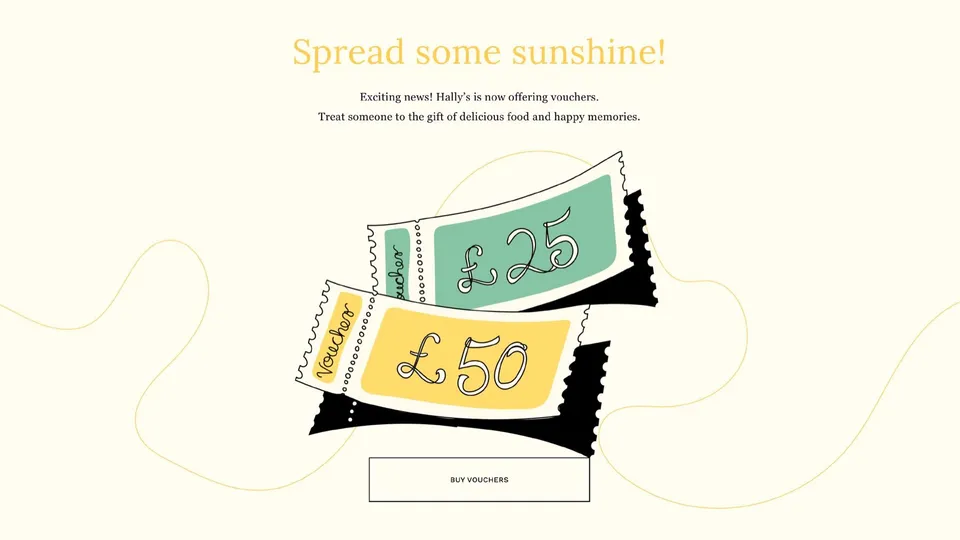 Spread some sunshine!
Exciting news! Hally's is now offering vouchers.
Treat someone to the gift of delicious food and happy memories.
£25
Voucher
£50
BUY VOUCHERS